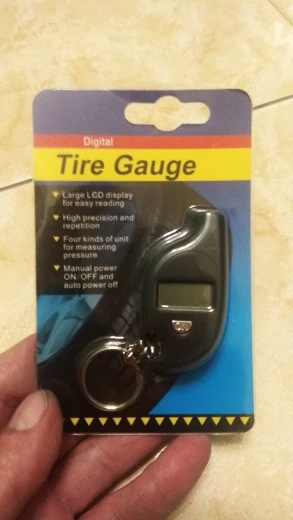 Digital
Tire Gauge
Large LCD display
for easy reading
High precision and
repetition
Four kinds of unit
for measuring
pressure
Manual power
ON/OFF and
auto power off